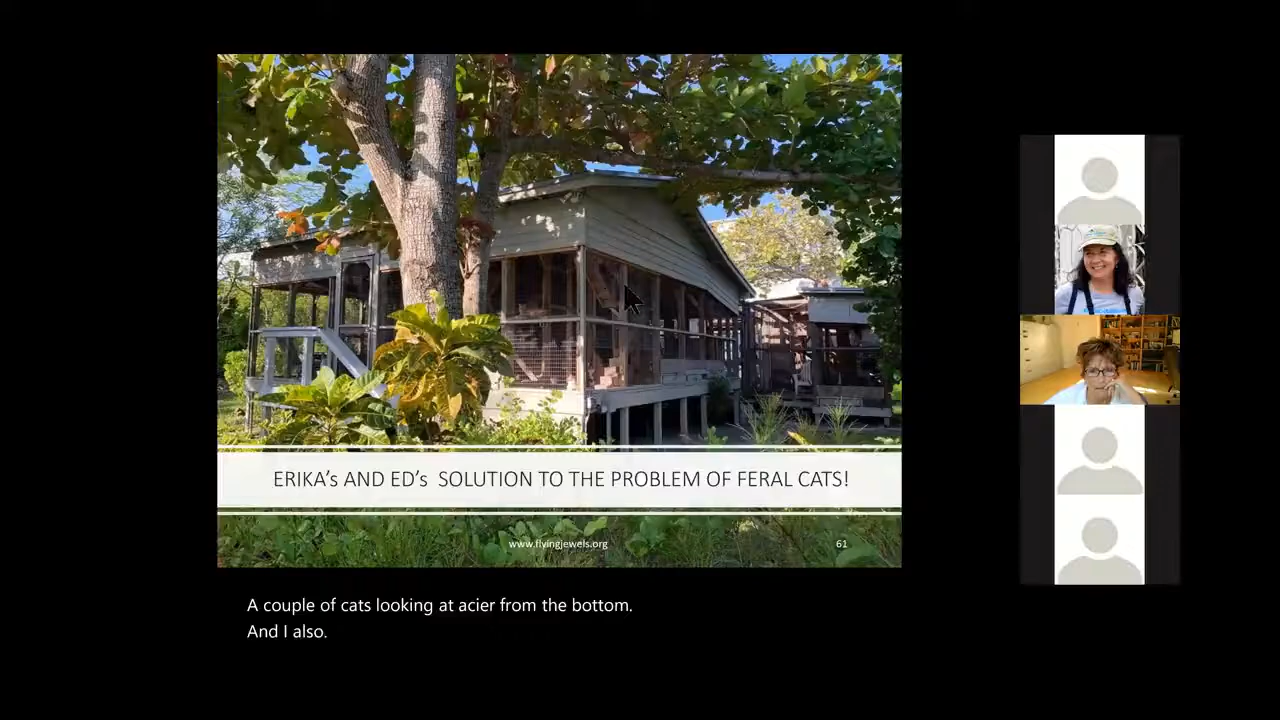 ERIKA’s AND ED’s  SOLUTION TO THE PROBLEM OF FERAL CATS!
www.flyingjewels.org
61
A couple of cats looking at acier from the bottom.
And I also.